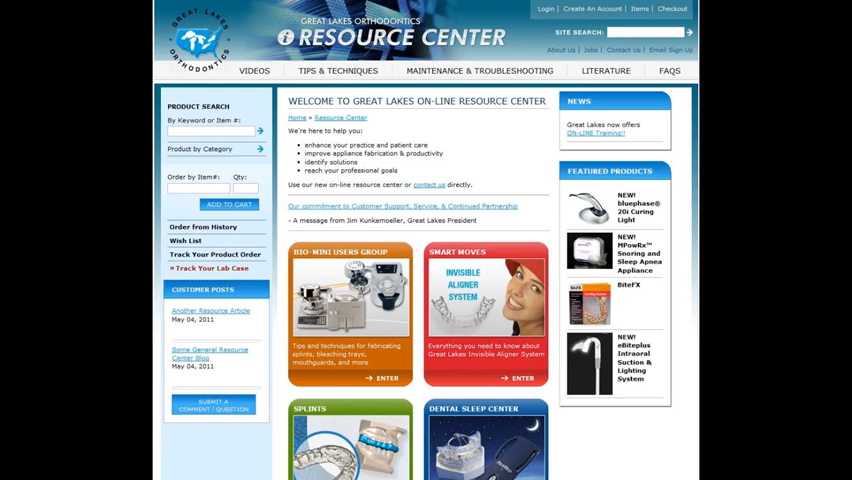 Login | Create An Account | Items | Checkout
GREAT LAKES ORTHODONTICS
GREAT LAKES ORTHODONTICS
RESOURCE CENTER
SITE SEARCH:
About Us | Jobs | Contact Us | Email Sign Up
VIDEOS TIPS & TECHNIQUES MAINTENANCE & TROUBLESHOOTING LITERATURE FAQS
PRODUCT SEARCH
By Keyword or Item #:
Product by Category
Order by Item#: Qty:
ADD TO CART
Order from History
Wish List
Track Your Product Order
» Track Your Lab Case
CUSTOMER POSTS
Another Resource Article
May 04, 2011
Some General Resource
Center Blog
May 04, 2011
SUBMIT A
COMMENT / QUESTION
WELCOME TO GREAT LAKES ON-LINE RESOURCE CENTER
Home » Resource Center
We're here to help you:
• enhance your practice and patient care
• improve appliance fabrication & productivity
• identify solutions
• reach your professional goals
Use our new on-line resource center or contact us directly.
Our commitment to Customer Support, Service, & Continued Partnership
- A message from Jim Kunkemoeller, Great Lakes President
BIO-MINI USERS GROUP
Tips and techniques for fabricating
splints, bleaching trays,
mouthguards, and more
ENTER
SMART MOVES
INVISIBLE
ALIGNER
SYSTEM
Everything you need to know about
Great Lakes Invisible Aligner System
ENTER
SPLINTS
DENTAL SLEEP CENTER
NEWS
Great Lakes now offers
ON-LINE Training!!
FEATURED PRODUCTS
NEW!
bluephase®
20i Curing
Light
NEW!
MPowRx™
Snoring and
Sleep Apnea
Appliance
BiteFX
NEW!
eBiteplus
Intraoral
Suction &
Lighting
System